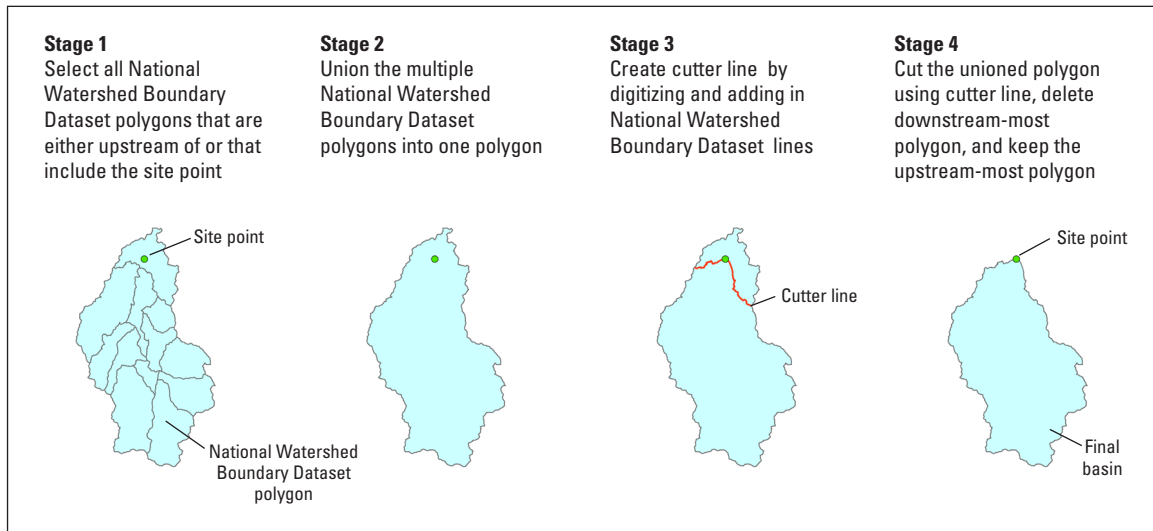 Stage 1
Select all National
Watershed Boundary
Dataset polygons that are
either upstream of or that
include the site point
Stage 2
Union the multiple
National Watershed
Boundary Dataset
polygons into one polygon
Stage 3
Create cutter line by
digitizing and adding in
National Watershed
Boundary Dataset lines
Stage 4
Cut the unioned polygon
using cutter line, delete
downstream-most
polygon, and keep the
upstream-most polygon
Site point
National Watershed
Boundary Dataset
polygon
Cutter line
Site point
Final
basin